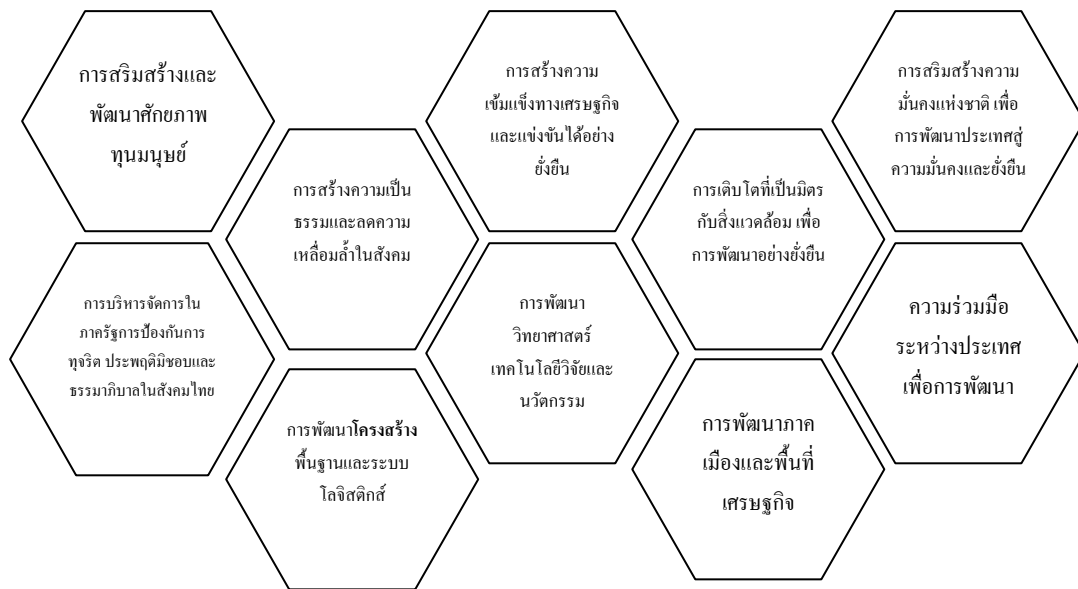 การสริมสร้างและ
พัฒนาศักยภาพ
ทุนมนุษย์
การสร้างความเป็น
ธรรมและลดความ
เหลื่อมล้ำในสังคม
การสร้างความ
เข้มแข็งทางเศรษฐกิจ
และแข่งขันได้อย่าง
ยั่งยืน
การเติบโตที่เป็นมิตร
กับสิ่งแวดล้อม เพื่อ
การพัฒนาอย่างยั่งยืน
การสริมสร้างความ
มั่นคงแห่งชาติ เพื่อ
การพัฒนาประเทศสู่
ความมั่นคงและยั่งยืน
การบริหารจัดการใน
ภาครัฐการป้องกันการ
ทุจริต ประพฤติมิชอบและ
ธรรมาภิบาลในสังคมไทย
การพัฒนาโครงสร้าง
พื้นฐานและระบบ
โลจิสติกส์
การพัฒนา
วิทยาศาสตร์
เทคโนโลยีวิจัยและ
นวัตกรรม
การพัฒนาภาค
เมืองและพื้นที่
เศรษฐกิจ
ความร่วมมือ
ระหว่างประเทศ
เพื่อการพัฒนา